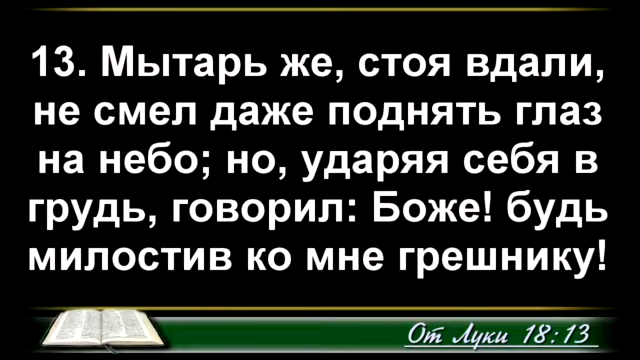 13. Мытарь же, стоя вдали,
не смел даже поднять глаз
на небо; но, ударяя себя в
грудь, говорил: Боже! будь
милостив ко мне грешнику!
От Луки 18:13